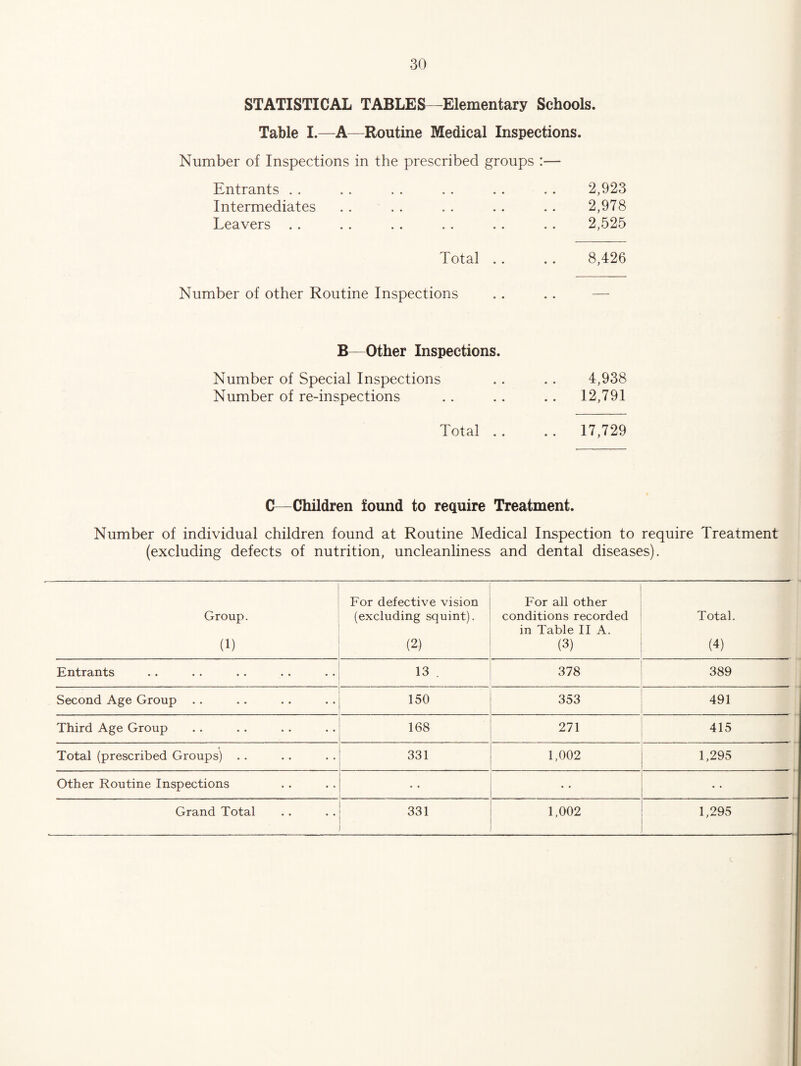 30
STATISTICAL TABLES—Elementary Schools.
Table I.—A—Routine Medical Inspections.
Number of Inspections in the prescribed groups :—
Entrants . . . . . . . . . . . . 2,923
Intermediates . . . . . . . . . . 2,978
Leavers . . . . . . . . . . . . 2,525
Total . . . . 8,426
Number of other Routine Inspections . . . . —
B—Other Inspections.
Number of Special Inspections . . . . 4,938
Number of re-inspections . . . . . . 12,791
Total . . . . 17,729
C—Children found to require Treatment.
Number of individual children found at Routine Medical Inspection to require Treatment
(excluding defects of nutrition, uncleanliness and dental diseases).
Group. (1) | For defective vision (excluding squint). (2) | For all other conditions recorded in Table II A. (3) | Total. (4)
Entrants . . . . . . . . . . 13 . 378 389
Second Age Group . . . . . . . . 150 353 491
Third Age Group . . . . . . . . 168 271 415
Total (prescribed Groups) . . . . . . 331 1,002 1,295
Other Routine Inspections . . . . . . . . . .
Grand Total . . . . 331 1,002 1,295